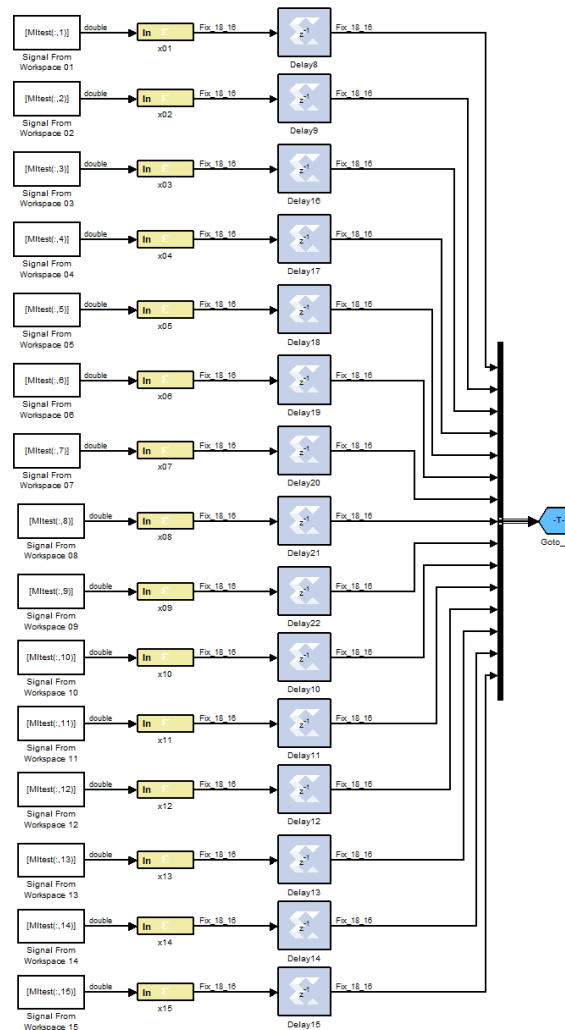 [MItest(:,1)] double In Fix_18_16 z-1 Fix_18_16
Signal From
Workspace 01
x01
Delay8
[MItest(:,2)] double In Fix_18_16 z-1 Fix_18_16
Signal From
Workspace 02
x02
Delay9
[MItest(:,3)] double In Fix_18_16 z-1 Fix_18_16
Signal From
Workspace 03
x03
Delay16
[MItest(:,4)] double In Fix_18_16 z-1 Fix_18_16
Signal From
Workspace 04
x04
Delay17
[MItest(:,5)] double In Fix_18_16 z-1 Fix_18_16
Signal From
Workspace 05
x05
Delay18
[MItest(:,6)] double In Fix_18_16 z-1 Fix_18_16
Signal From
Workspace 06
x06
Delay19
[MItest(:,7)] double In Fix_18_16 z-1 Fix_18_16
Signal From
Workspace 07
x07
Delay20
[MItest(:,8)] double In Fix_18_16 z-1 Fix_18_16 -T-
Signal From
Workspace 08
x08
Delay21
Goto_
[MItest(:,9)] double In Fix_18_16 z-1 Fix_18_16
Signal From
Workspace 09
x09
Delay22
[MItest(:,10)] double In Fix_18_16 z-1 Fix_18_16
Signal From
Workspace 10
x10
Delay10
[MItest(:,11)] double In Fix_18_16 z-1 Fix_18_16
Signal From
Workspace 11
x11
Delay11
[MItest(:,12)] double In Fix_18_16 z-1 Fix_18_16
Signal From
Workspace 12
x12
Delay12
[MItest(:,13)] double In Fix_18_16 z-1 Fix_18_16
Signal From
Workspace 13
x13
Delay13
[MItest(:,14)] double In Fix_18_16 z-1 Fix_18_16
Signal From
Workspace 14
x14
Delay14
[MItest(:,15)] double In Fix_18_16 z-1 Fix_18_16
Signal From
Workspace 15
x15
Delay15